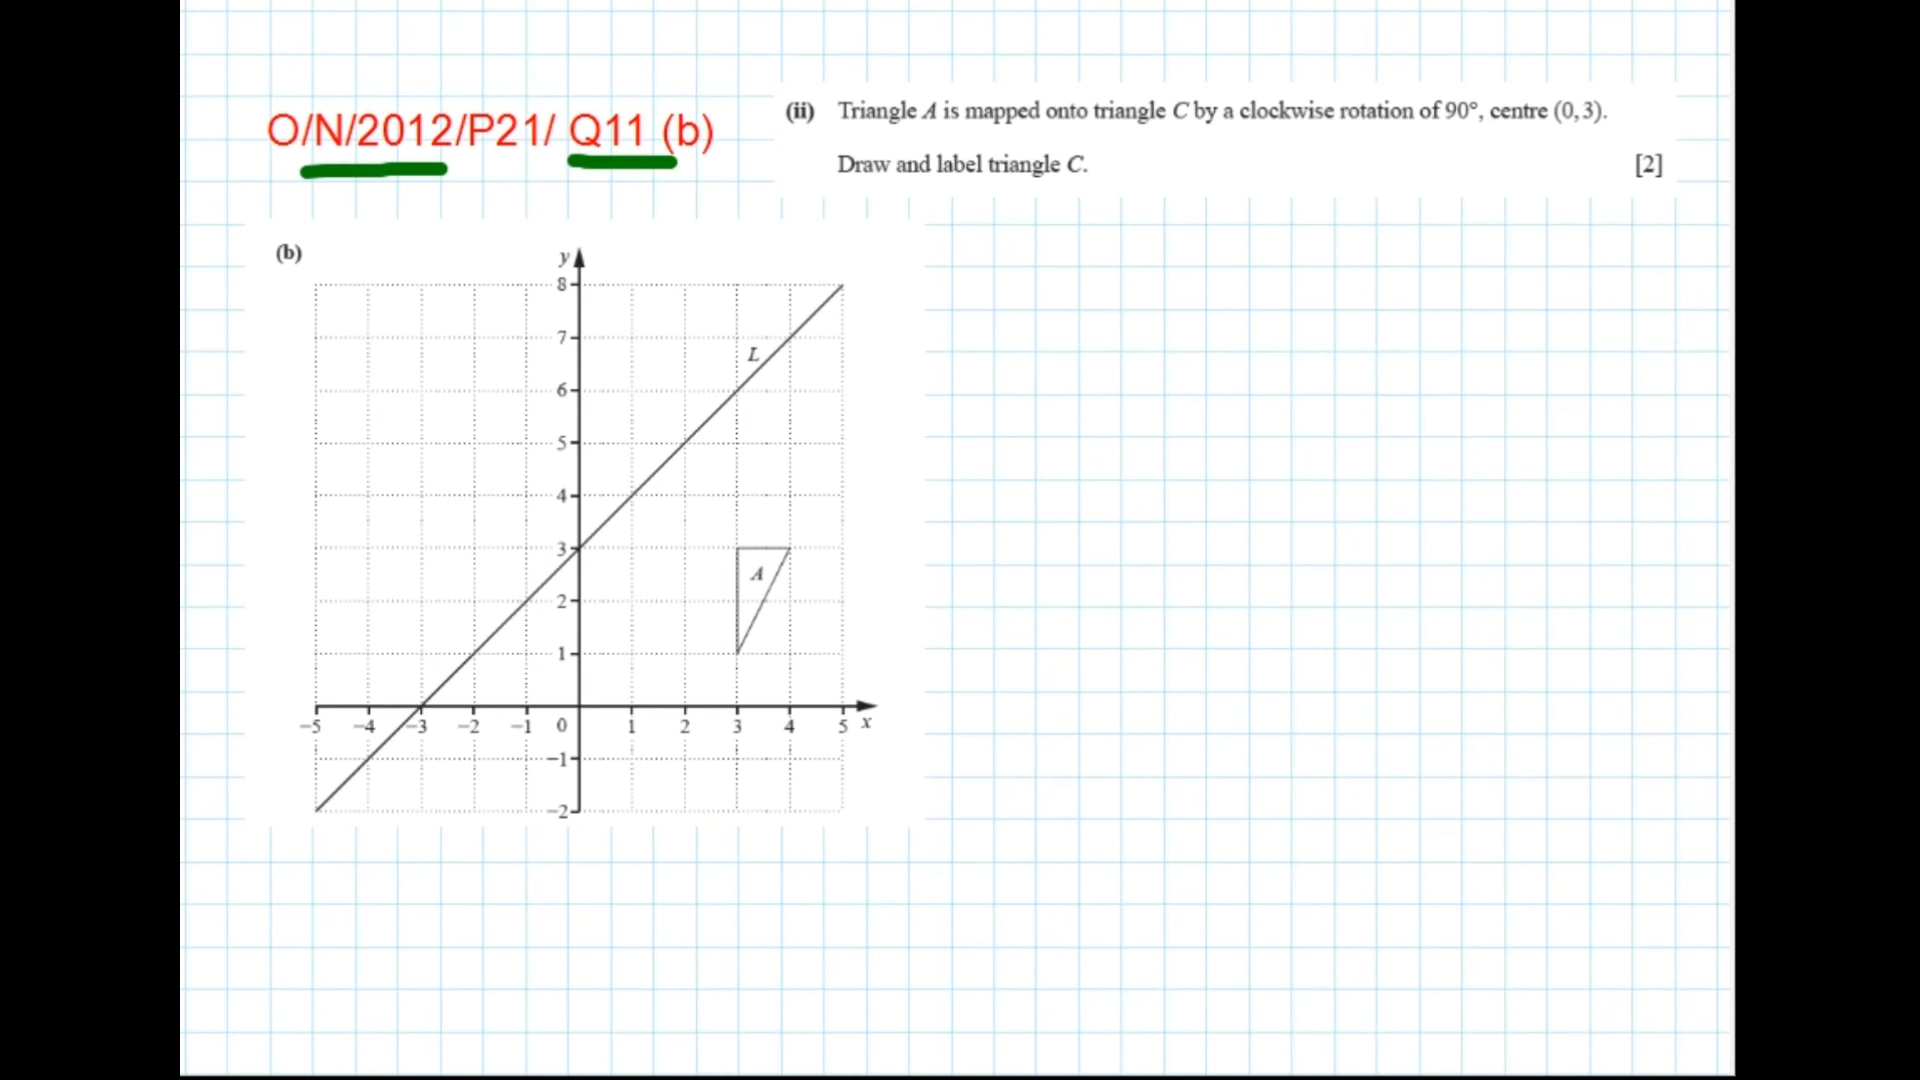 O/N/2012/P21/ Q11 (b)
(ii) Triangle A is mapped onto triangle C by a clockwise rotation of 90°, centre (0, 3).
Draw and label triangle C. [2]
(b)
y
8
7
L
6
5
4
3
A
2
1
–5 –4 –3 –2 –1 0 1 2 3 4 5 x
–1
–2